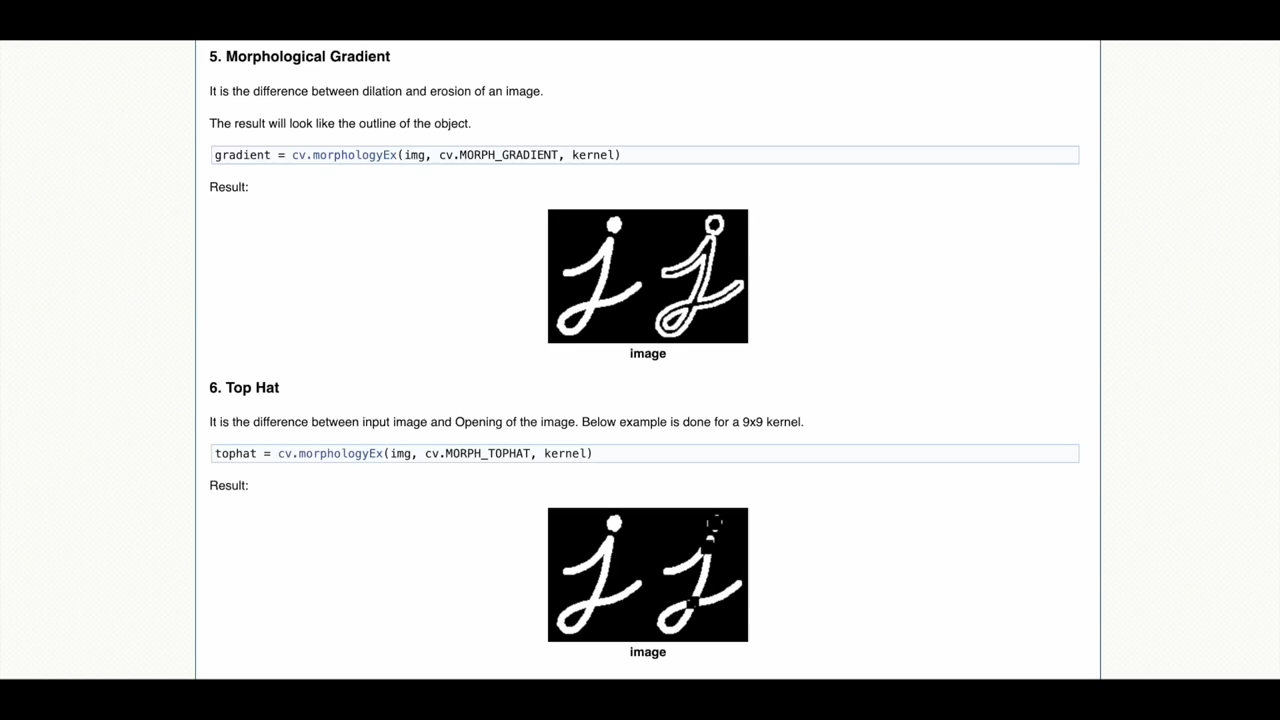 5. Morphological Gradient
It is the difference between dilation and erosion of an image.
The result will look like the outline of the object.
gradient = cv.morphologyEx(img, cv.MORPH_GRADIENT, kernel)
Result:
j j
image
6. Top Hat
It is the difference between input image and Opening of the image. Below example is done for a 9x9 kernel.
tophat = cv.morphologyEx(img, cv.MORPH_TOPHAT, kernel)
Result:
j j
image